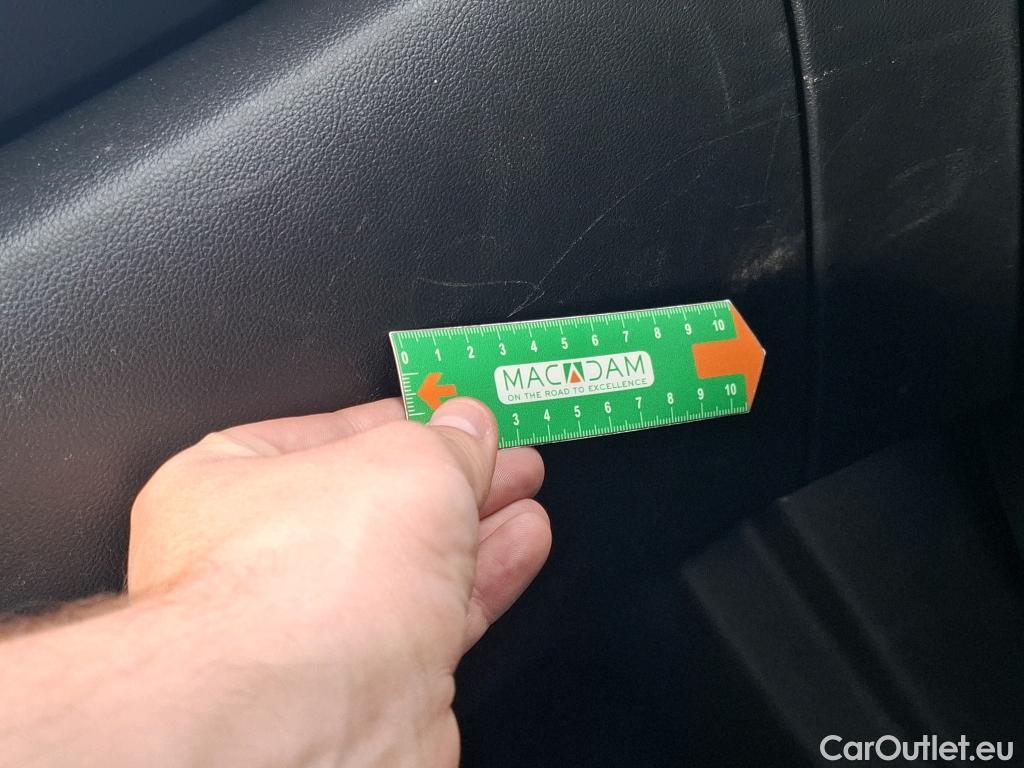 0 1 2 3 4 5 6 7 8 9 10
MACADAM
ON THE ROAD TO EXCELLENCE
3 4 5 6 7 8 9 10
CarOutlet.eu